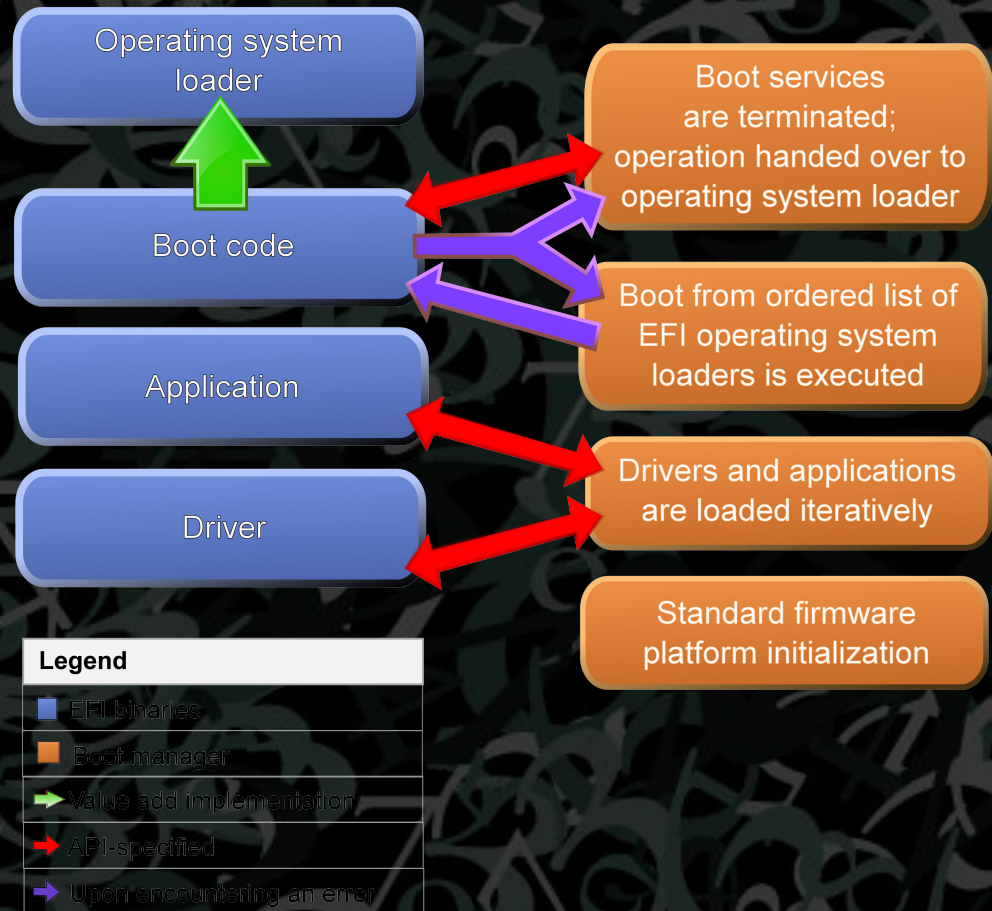 Operating system
loader
Boot code
Application
Driver
Boot services
are terminated;
operation handed over to
operating system loader
Boot from ordered list of
EFI operating system
loaders is executed
Drivers and applications
are loaded iteratively
Standard firmware
platform initialization
Legend
EFI binaries
Boot manager
Value add implementation
API-specified
Upon encountering an error